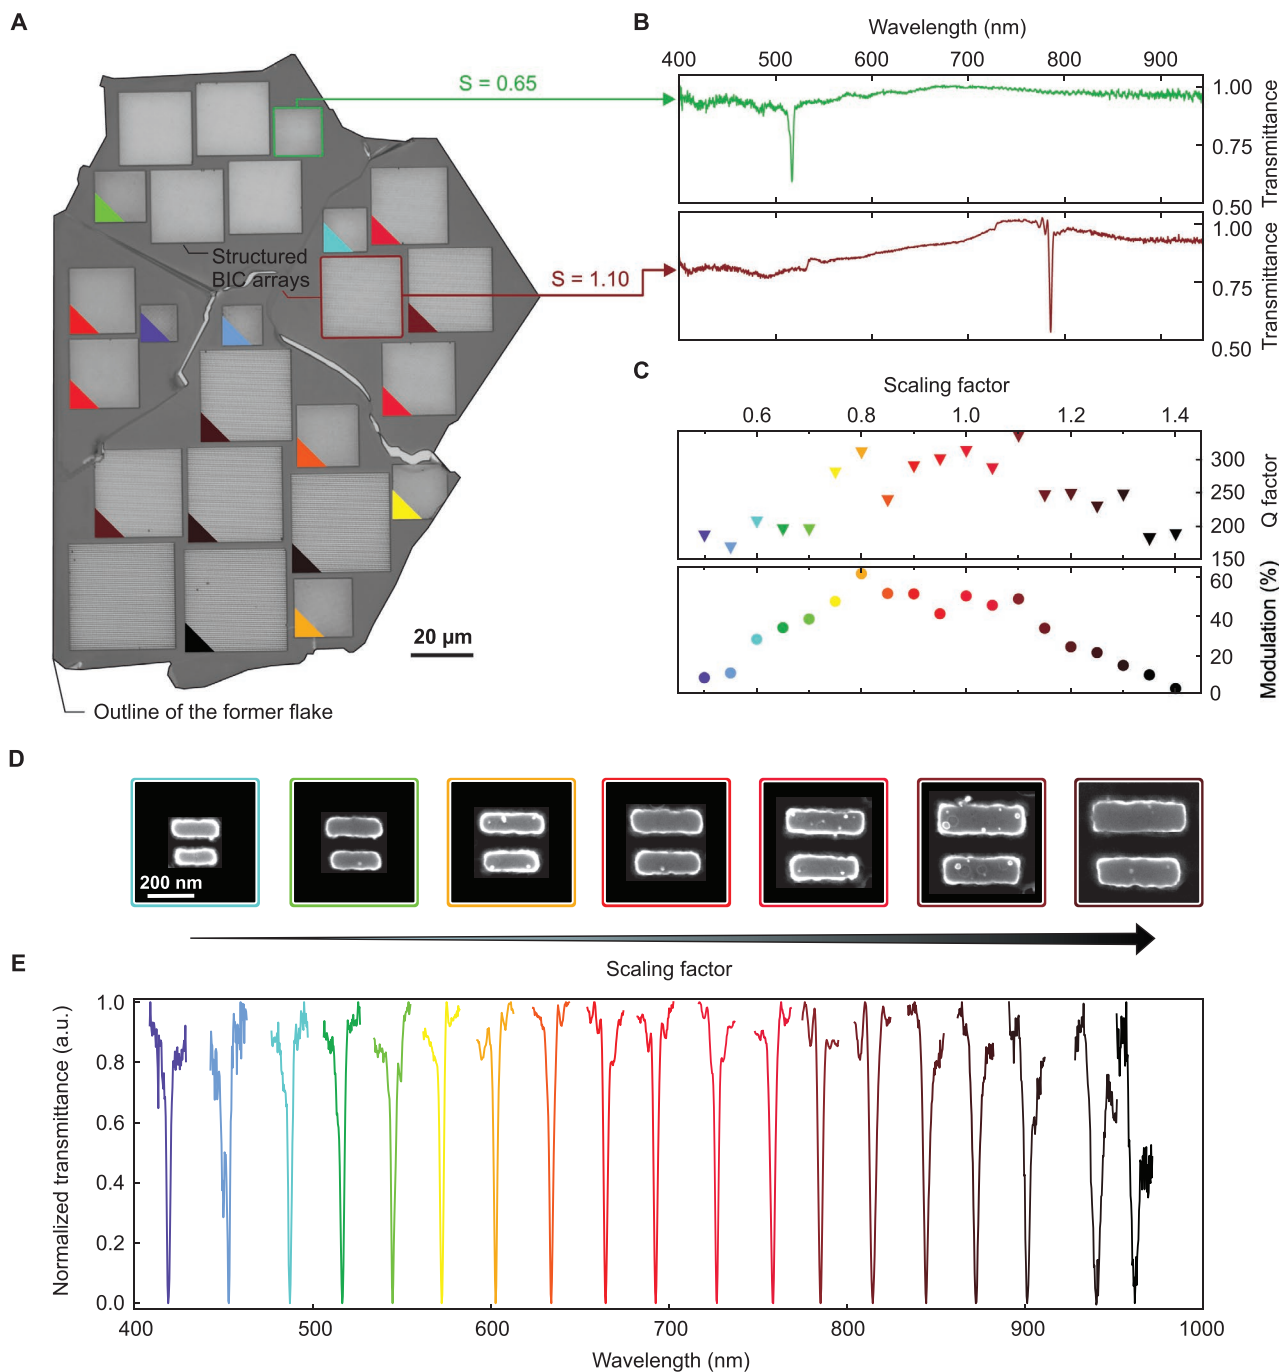 A
S = 0.65
Structured
BIC arrays
S = 1.10
20 µm
Outline of the former flake
B
Wavelength (nm)
400 500 600 700 800 900
1.00
0.75
0.50
Transmittance
1.00
0.75
0.50
Transmittance
C
Scaling factor
0.6 0.8 1.0 1.2 1.4
300
250
200
150
Q factor
60
40
20
0
Modulation (%)
D
200 nm
Scaling factor
E
Normalized transmittance (a.u.)
1.0
0.8
0.6
0.4
0.2
0.0
400 500 600 700 800 900 1000
Wavelength (nm)